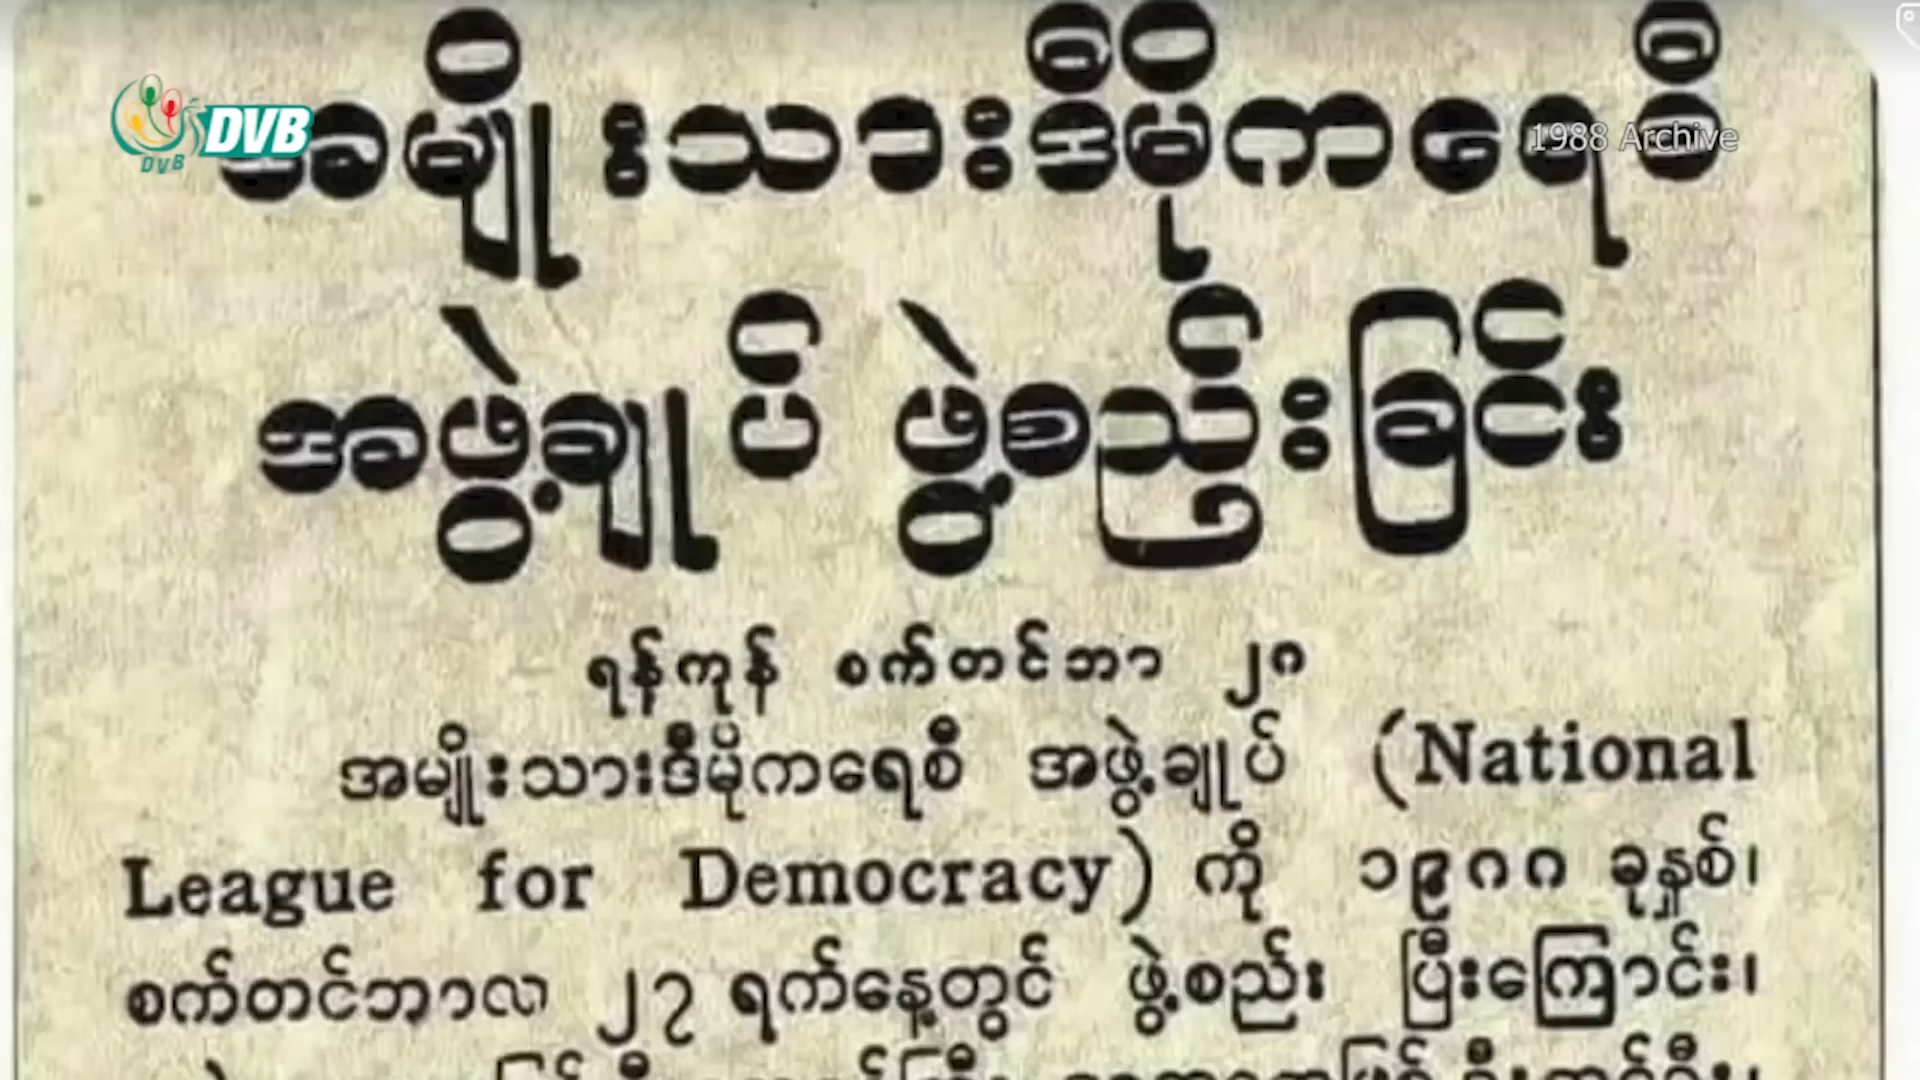 DVB
DVB
1988 Archive
အမျိုးသားဒီမိုကရေစီ
အဖွဲ့ချုပ် ဖွဲ့စည်းခြင်း
ရန်ကုန် စက်တင်ဘာ ၂၈
အမျိုးသားဒီမိုကရေစီ အဖွဲ့ချုပ် (National
League for Democracy) ကို ၁၉၈၈ ခုနှစ်၊
စက်တင်ဘာလ ၂၇ ရက်နေ့တွင် ဖွဲ့စည်း ပြီးကြောင်း၊